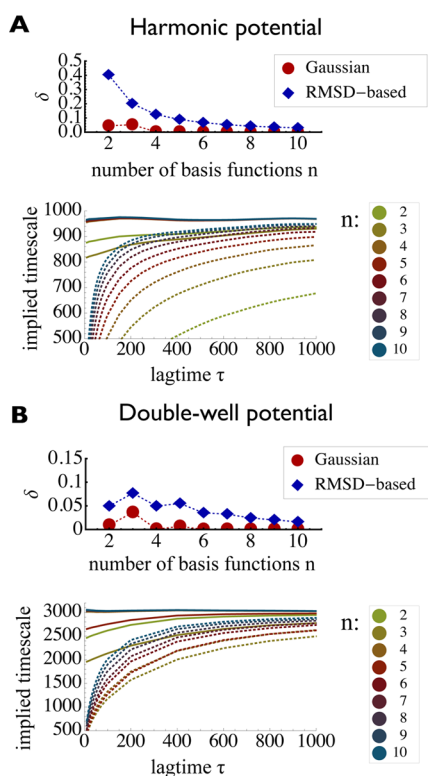 A
Harmonic potential
δ
0.5
0.4
0.3
0.2
0.1
0.0
2 4 6 8 10
Gaussian
RMSD-based
number of basis functions n
implied timescale
1000
900
800
700
600
500
0 200 400 600 800 1000
lagtime τ
n:
2
3
4
5
6
7
8
9
10
B
Double-well potential
δ
0.15
0.1
0.05
0
2 4 6 8 10
Gaussian
RMSD-based
number of basis functions n
implied timescale
3000
2500
2000
1500
1000
500
0 200 400 600 800 1000
lagtime τ
n:
2
3
4
5
6
7
8
9
10